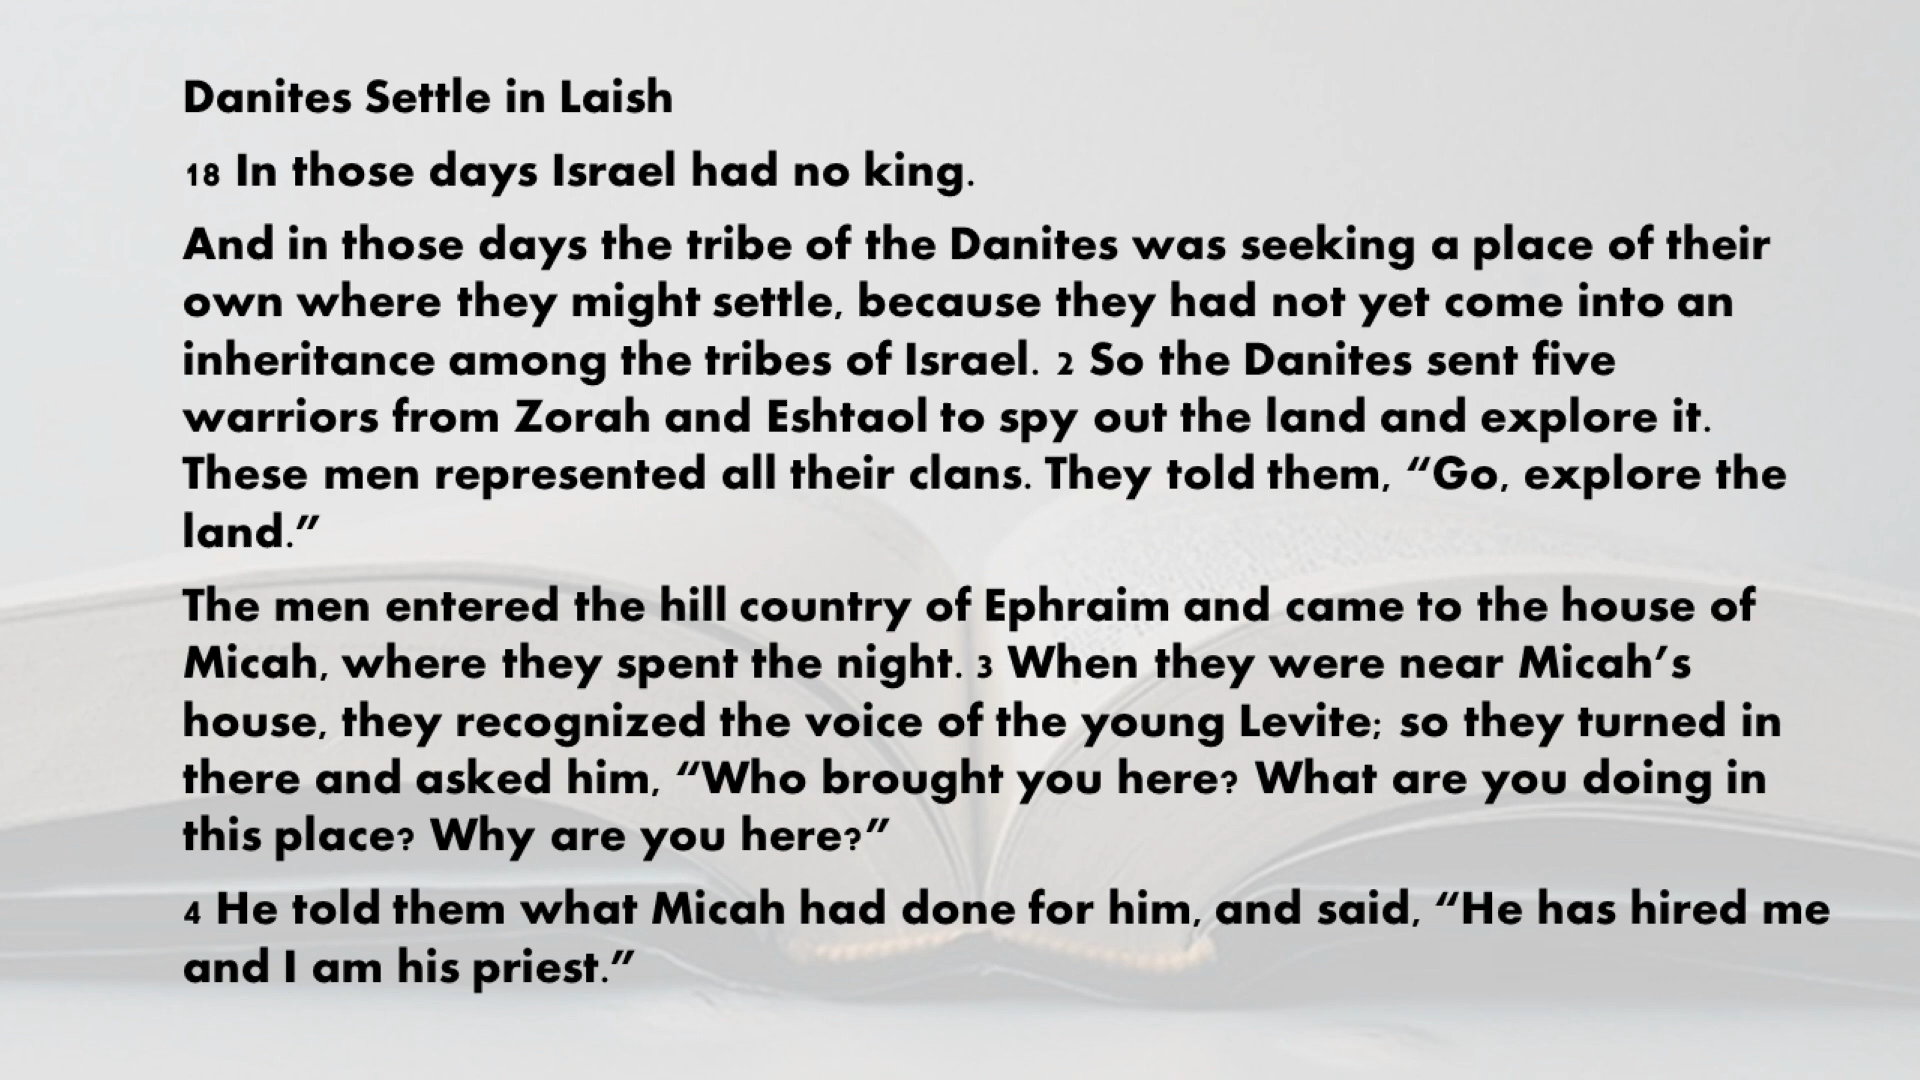 Danites Settle in Laish
18 In those days Israel had no king.
And in those days the tribe of the Danites was seeking a place of their
own where they might settle, because they had not yet come into an
inheritance among the tribes of Israel. 2 So the Danites sent five
warriors from Zorah and Eshtaol to spy out the land and explore it.
These men represented all their clans. They told them, “Go, explore the
land.”
The men entered the hill country of Ephraim and came to the house of
Micah, where they spent the night. 3 When they were near Micah’s
house, they recognized the voice of the young Levite; so they turned in
there and asked him, “Who brought you here? What are you doing in
this place? Why are you here?”
4 He told them what Micah had done for him, and said, “He has hired me
and I am his priest.”